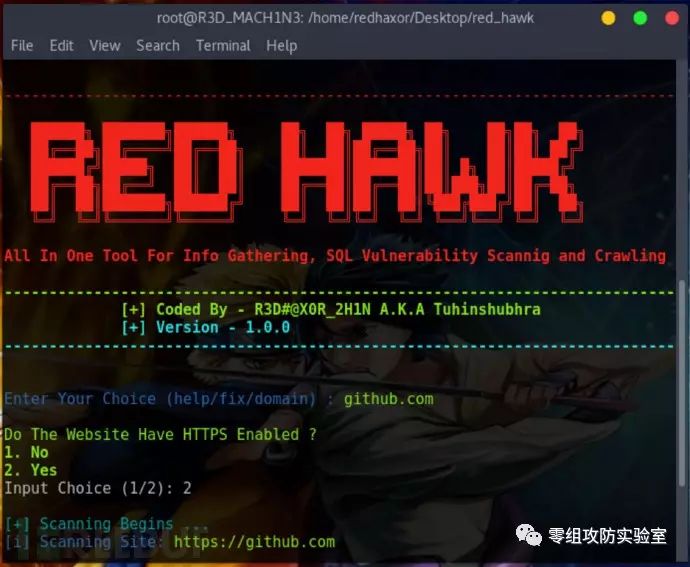 root@R3D_MACH1N3: /home/redhaxor/Desktop/red_hawk
File Edit View Search Terminal Help
RED HAWK
All In One Tool For Info Gathering, SQL Vulnerability Scannig and Crawling
[+] Coded By - R3D#@X0R_2H1N A.K.A Tuhinshubhra
[+] Version - 1.0.0
Enter Your Choice (help/fix/domain) : github.com
Do The Website Have HTTPS Enabled ?
1. No
2. Yes
Input Choice (1/2): 2
[+] Scanning Begins ...
[i] Scanning Site: https://github.com
零组攻防实验室